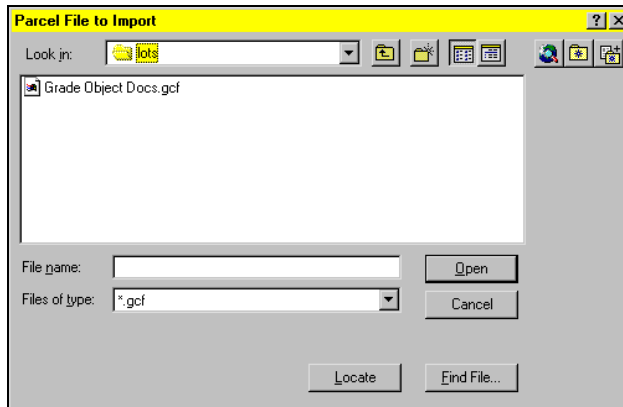 Parcel File to Import
Look in:
lots
Grade Object Docs.gcf
File name:
Open
Files of type:
*.gcf
Cancel
Locate
Find File...